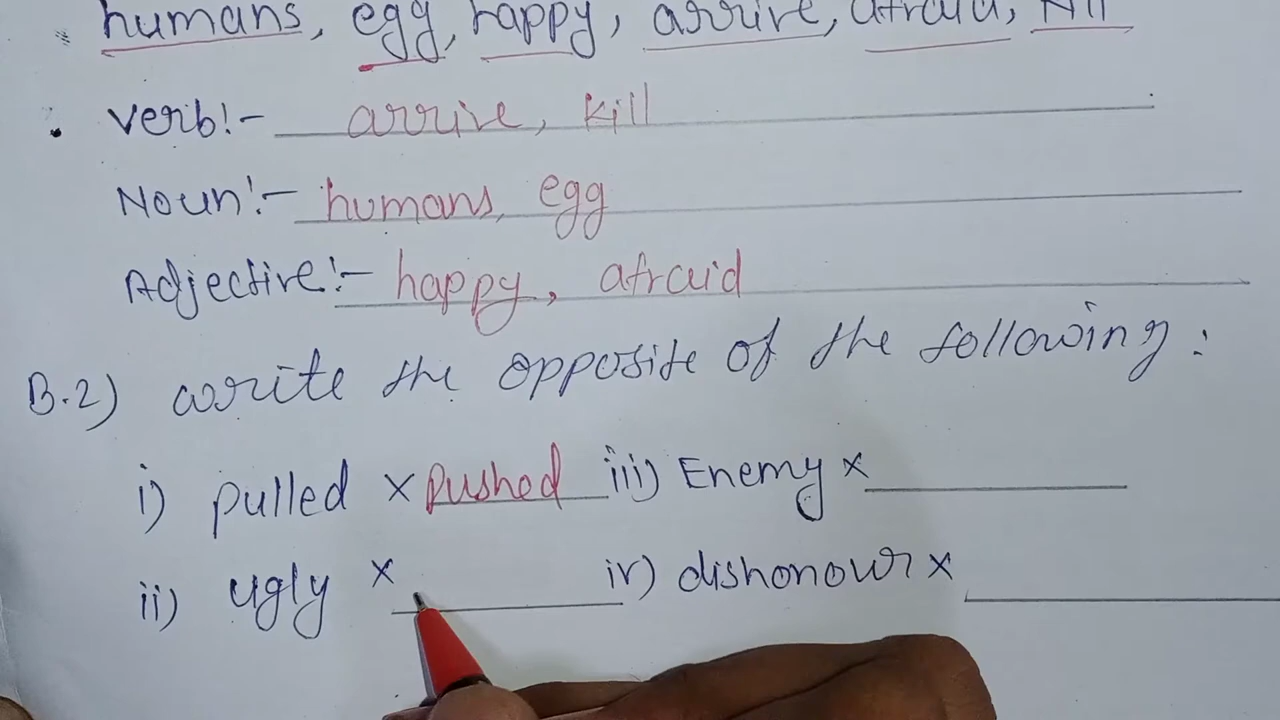 humans, egg, happy, arrive, afraid, kill
Verb:- arrive, kill
Noun:- humans, egg
Adjective:- happy, afraid
B.2) write the opposite of the following:
i) pulled × Pushed iii) Enemy ×
ii) ugly × iv) dishonour ×